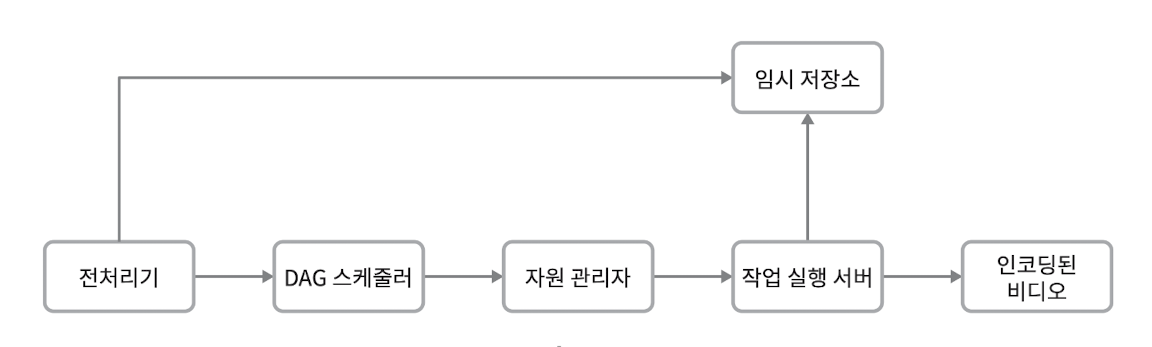 임시 저장소
전처리기
DAG 스케줄러
자원 관리자
작업 실행 서버
인코딩된
비디오